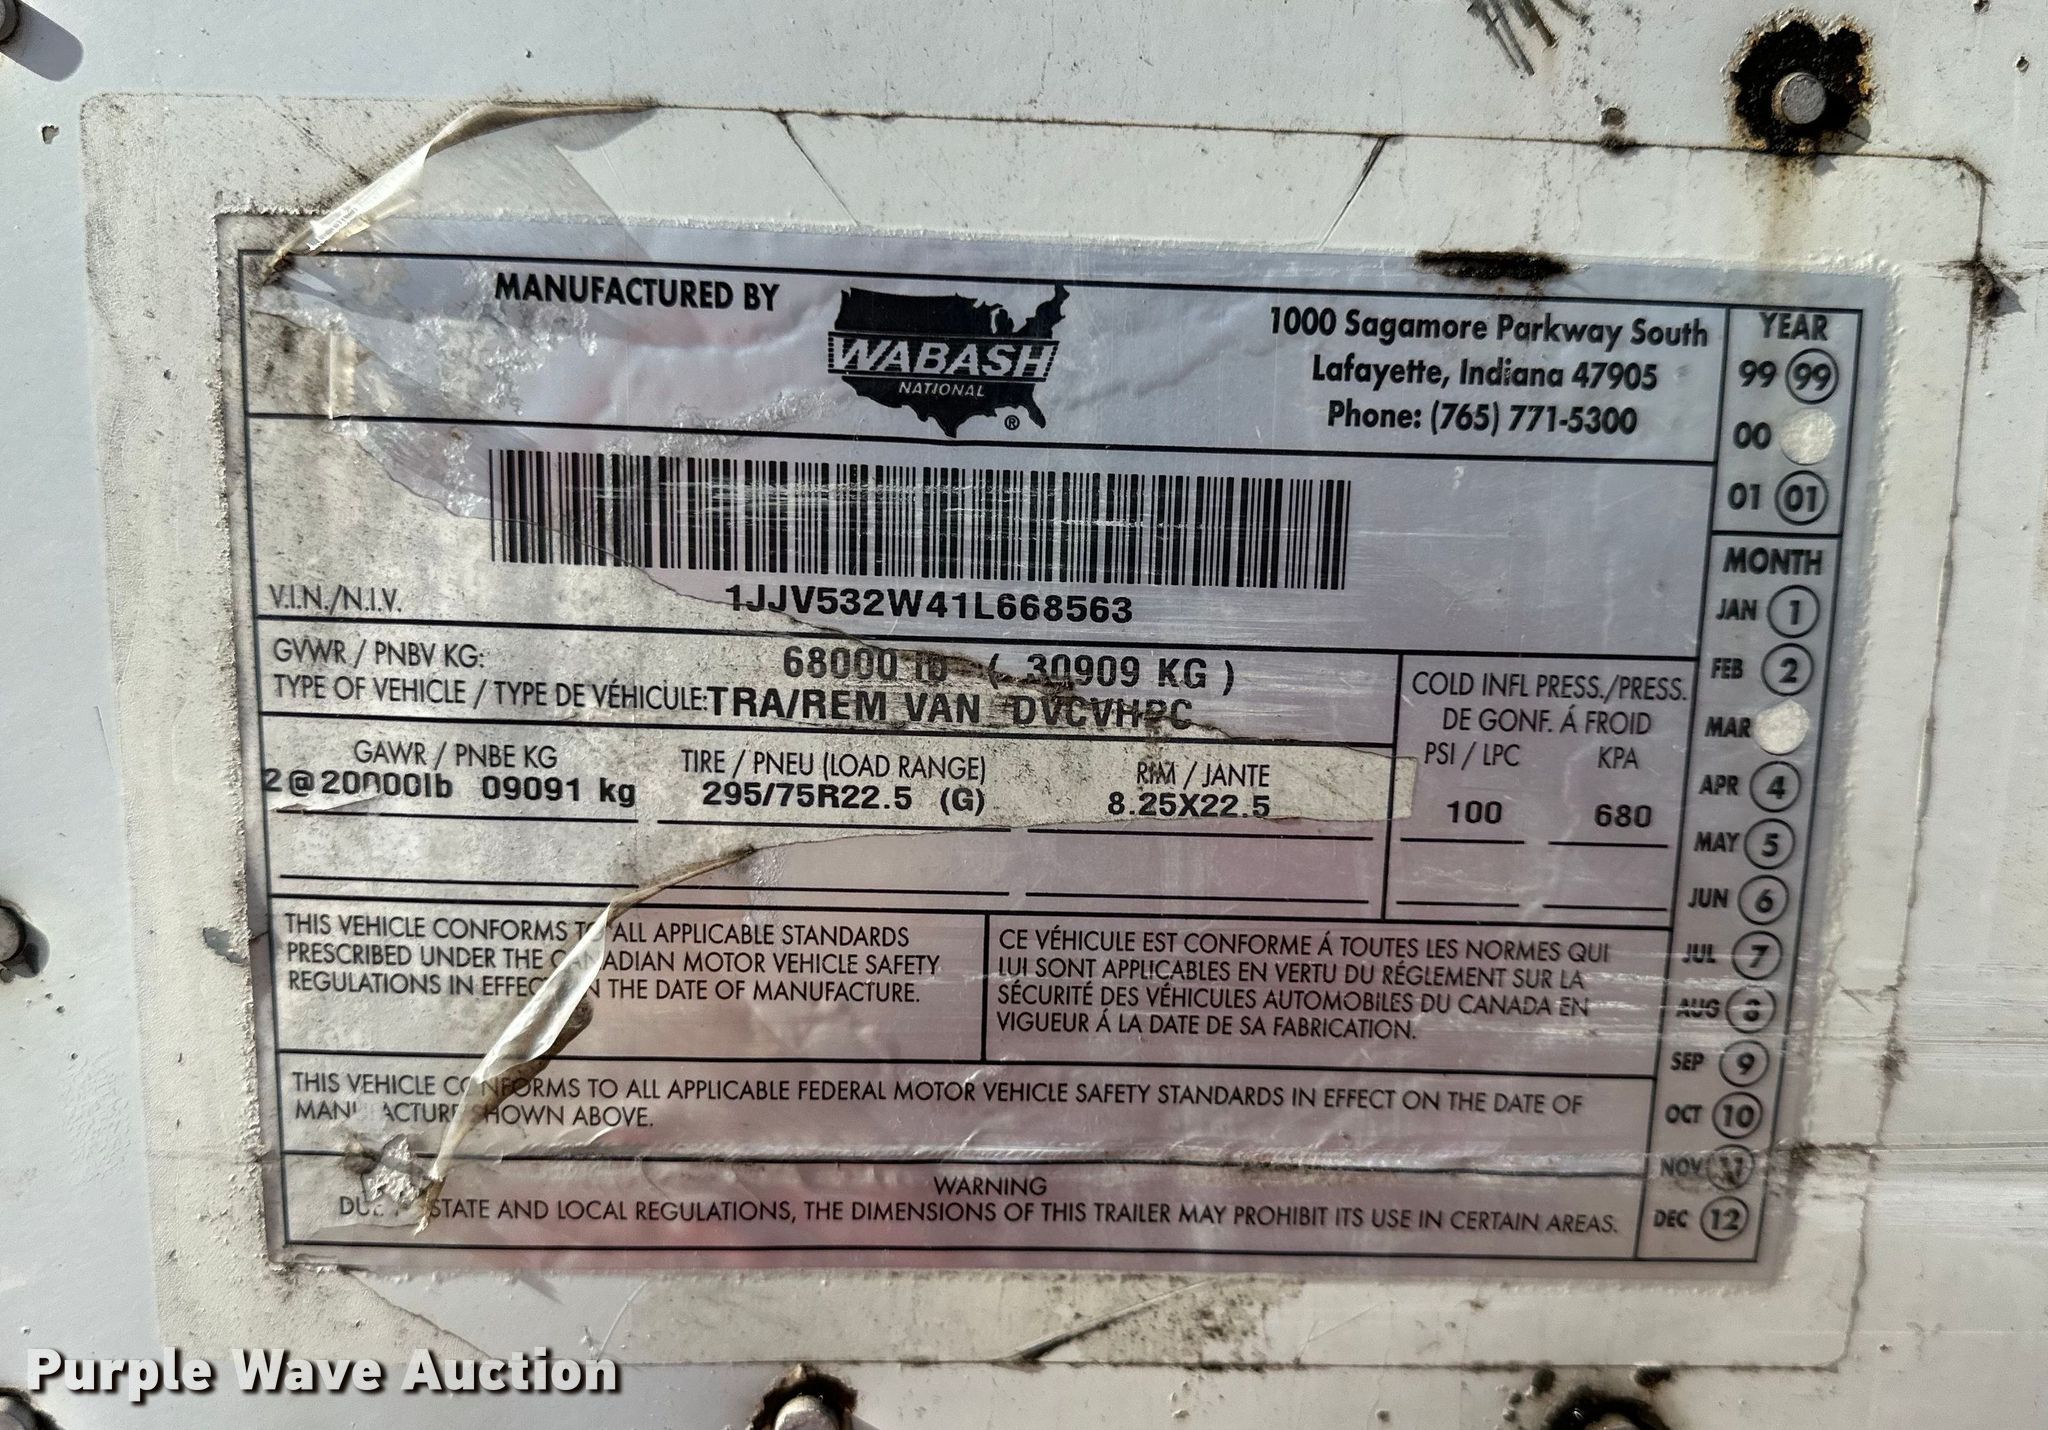 MANUFACTURED BY
WABASH
NATIONAL
®
1000 Sagamore Parkway South
Lafayette, Indiana 47905
Phone: (765) 771-5300
YEAR
99 99
00
01 01
MONTH
JAN 1
FEB 2
MAR
APR 4
MAY 5
JUN 6
JUL 7
AUG 8
SEP 9
OCT 10
NOV 11
DEC 12
V.I.N./N.I.V. 1JJV532W41L668563
GVWR / PNBV KG: 68000 lb ( 30909 KG )
TYPE OF VEHICLE / TYPE DE VÉHICULE: TRA/REM VAN
GAWR / PNBE KG TIRE / PNEU (LOAD RANGE) RIM / JANTE
2@20000lb 09091 kg 295/75R22.5 (G) 8.25X22.5
COLD INFL PRESS./PRESS.
DE GONF. Á FROID
PSI / LPC KPA
100 680
THIS VEHICLE CONFORMS TO ALL APPLICABLE STANDARDS
PRESCRIBED UNDER THE CANADIAN MOTOR VEHICLE SAFETY
REGULATIONS IN EFFECT THE DATE OF MANUFACTURE.
CE VÉHICULE EST CONFORME Á TOUTES LES NORMES QUI
LUI SONT APPLICABLES EN VERTU DU RÉGLEMENT SUR LA
SÉCURITÉ DES VÉHICULES AUTOMOBILES DU CANADA EN
VIGUEUR Á LA DATE DE SA FABRICATION.
THIS VEHICLE CONFORMS TO ALL APPLICABLE FEDERAL MOTOR VEHICLE SAFETY STANDARDS IN EFFECT ON THE DATE OF
MANUFACTURE SHOWN ABOVE.
WARNING
STATE AND LOCAL REGULATIONS, THE DIMENSIONS OF THIS TRAILER MAY PROHIBIT ITS USE IN CERTAIN AREAS.
Purple Wave Auction